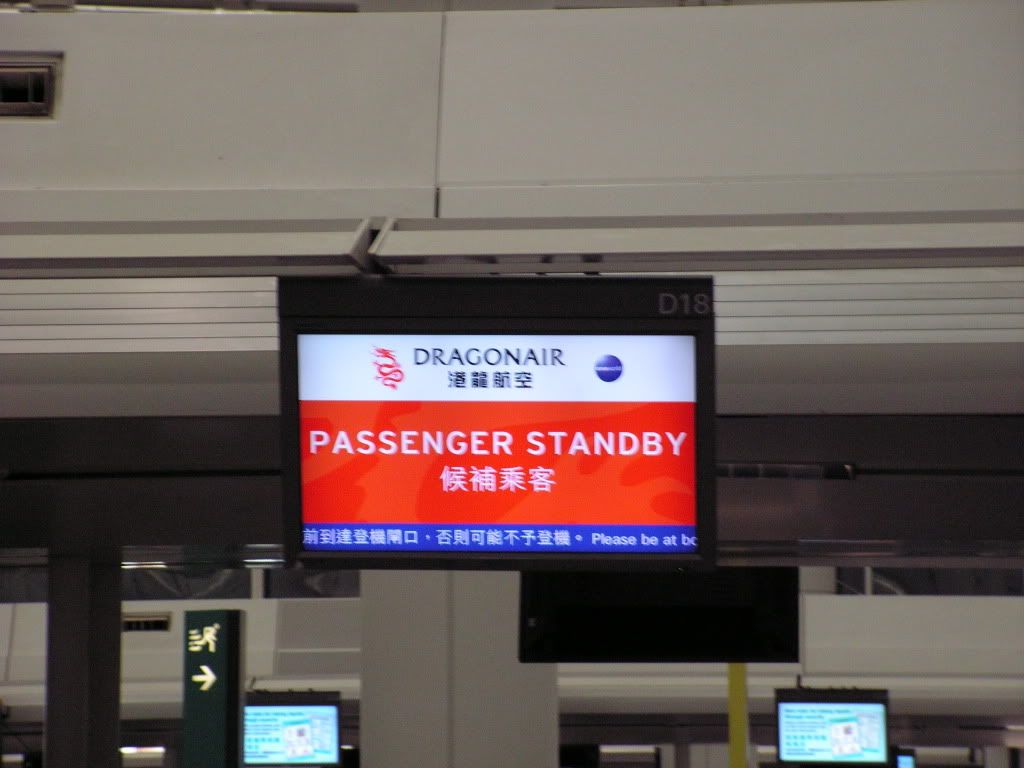 D18
DRAGONAIR
港龍航空
PASSENGER STANDBY
候補乘客
前到達登機閘口，否則可能不予登機。 Please be at bo